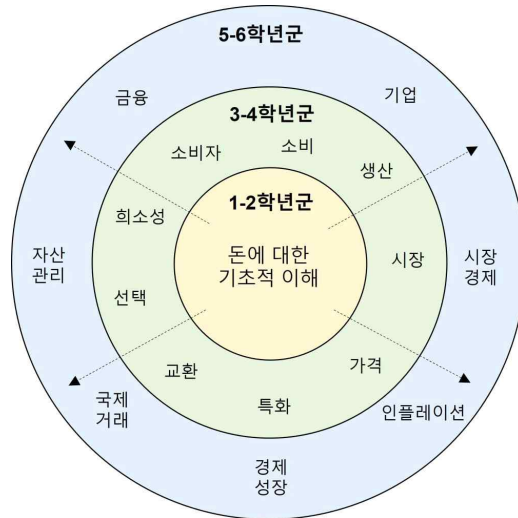 5-6학년군
금융
기업
3-4학년군
소비자
소비
생산
1-2학년군
희소성
돈에 대한
기초적 이해
시장
자산
관리
시장
경제
선택
교환
가격
국제
거래
특화
인플레이션
경제
성장